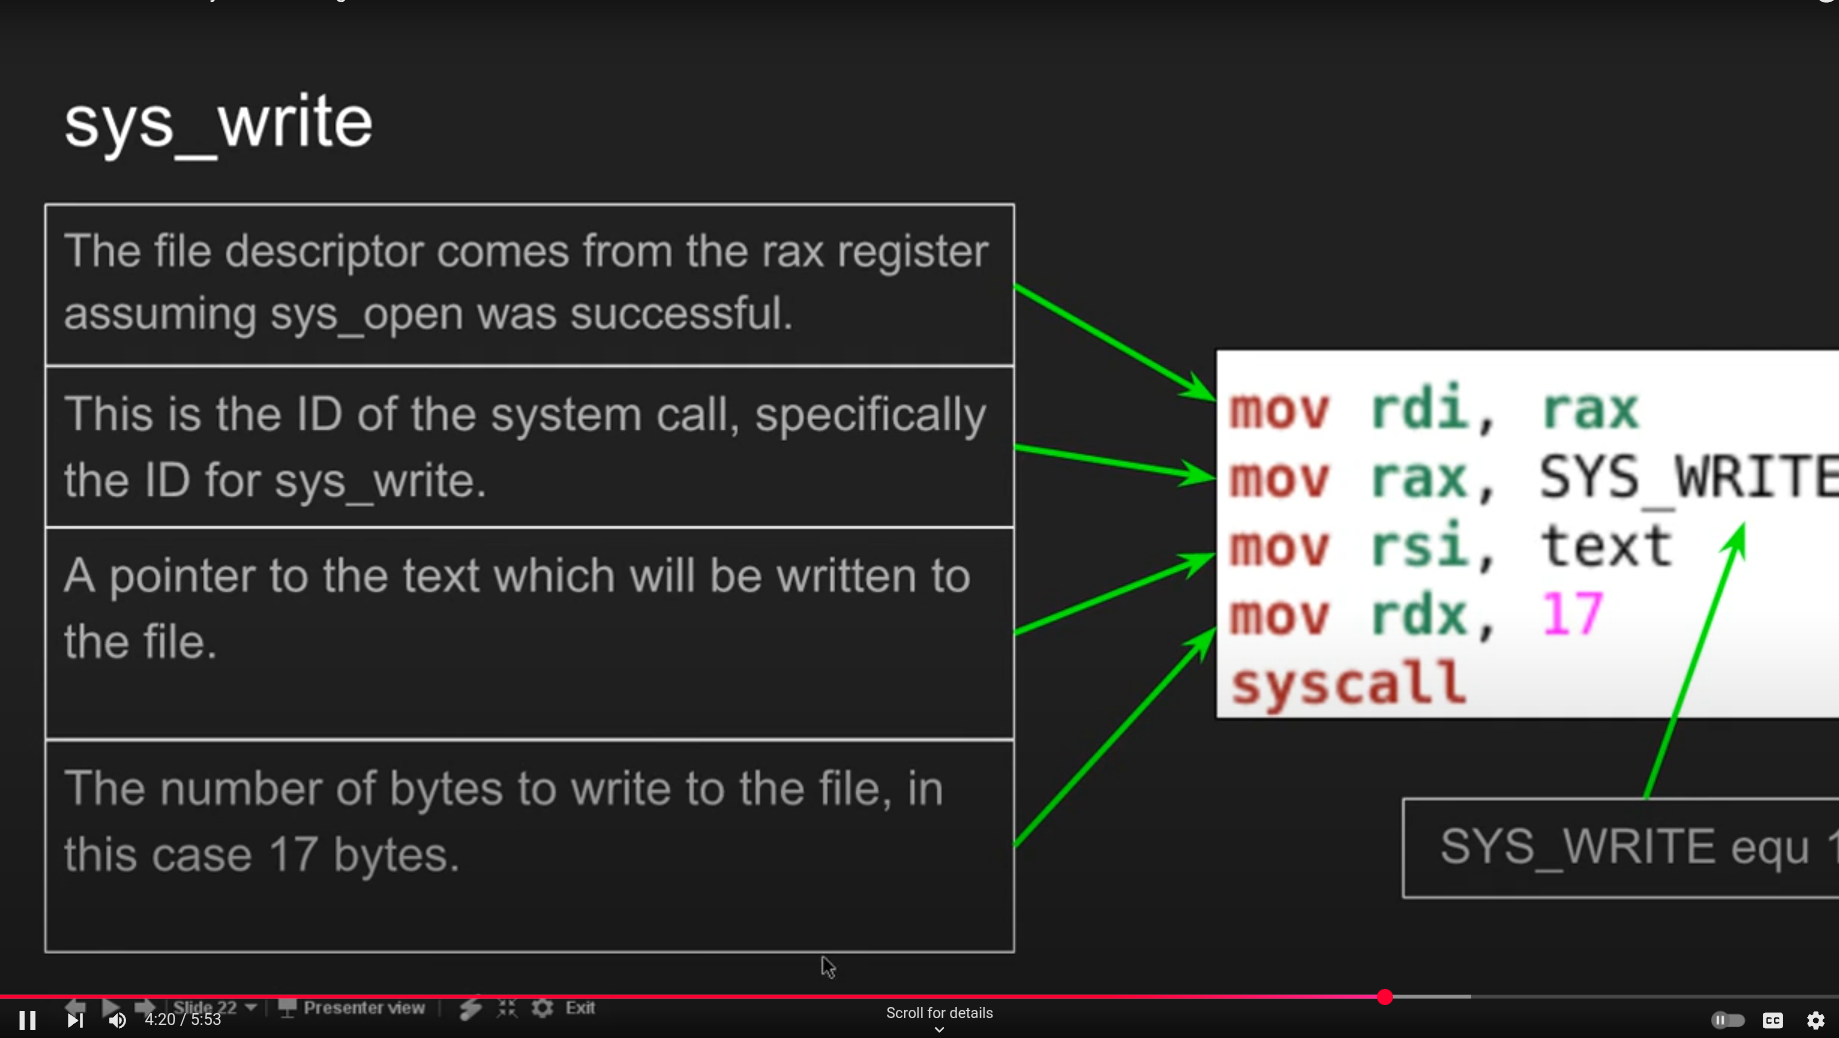 sys_write
The file descriptor comes from the rax register
assuming sys_open was successful.
This is the ID of the system call, specifically
the ID for sys_write.
A pointer to the text which will be written to
the file.
The number of bytes to write to the file, in
this case 17 bytes.
mov rdi, rax
mov rax, SYS_WRITE
mov rsi, text
mov rdx, 17
syscall
SYS_WRITE equ 1
Slide 22 Presenter view Exit
4:20 / 5:53
Scroll for details
CC